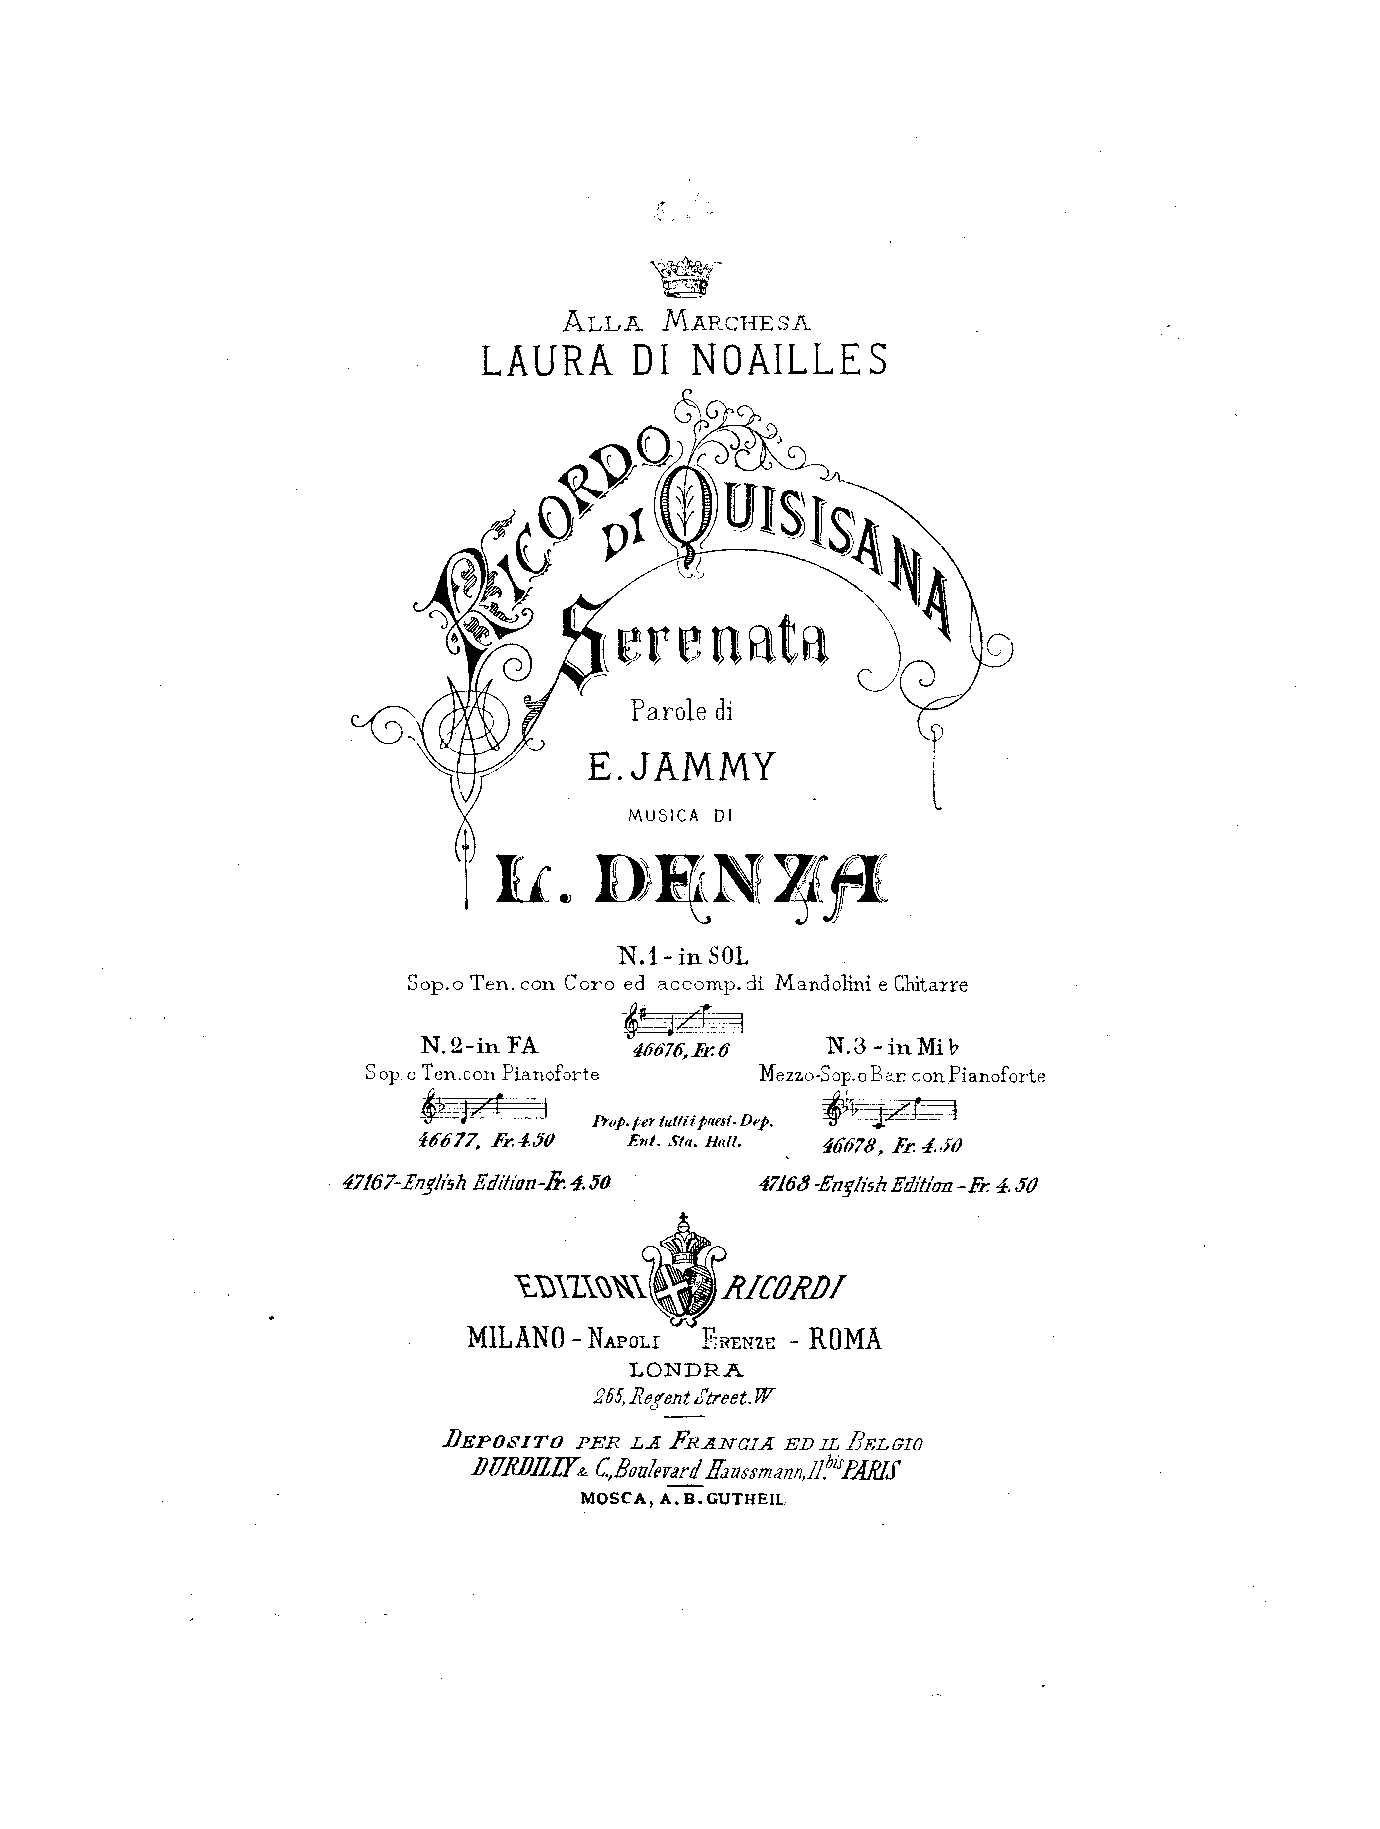 ALLA MARCHESA
LAURA DI NOAILLES
RICORDO
DI QUISISANA
Serenata
Parole di
E. JAMMY
MUSICA DI
L. DENZA
N. 1 - in SOL
Sop. o Ten. con Coro ed accomp. di Mandolini e Chitarre
46676, Fr. 6
N. 2 - in FA
Sop. o Ten. con Pianoforte
46677, Fr. 4.50
47167 - English Edition - Fr. 4.50
Prop. per tutti i paesi - Dep.
Ent. Sta. Hall.
N. 3 - in Mi ♭
Mezzo-Sop. o Bar. con Pianoforte
46678, Fr. 4.50
47168 - English Edition - Fr. 4.50
EDIZIONI RICORDI
MILANO - NAPOLI FIRENZE - ROMA
LONDRA
265, Regent Street. W
DEPOSITO PER LA FRANCIA ED IL BELGIO
DURDILLY & C., Boulevard Haussmann, 11.bis PARIS
MOSCA, A. B. GUTHEIL